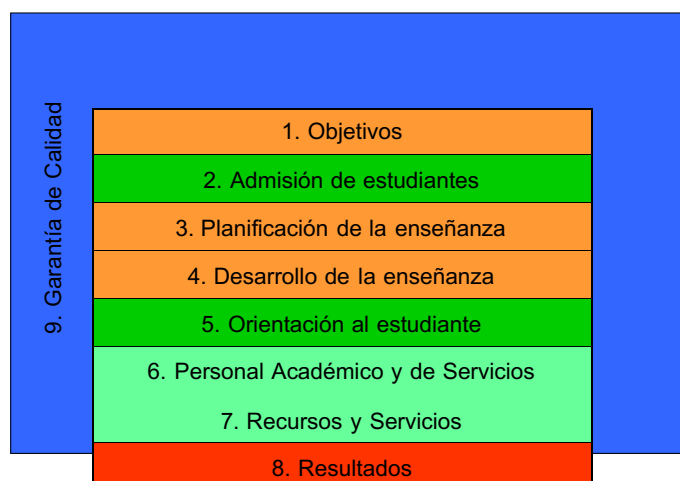 9. Garantía de Calidad
1. Objetivos
2. Admisión de estudiantes
3. Planificación de la enseñanza
4. Desarrollo de la enseñanza
5. Orientación al estudiante
6. Personal Académico y de Servicios
7. Recursos y Servicios
8. Resultados